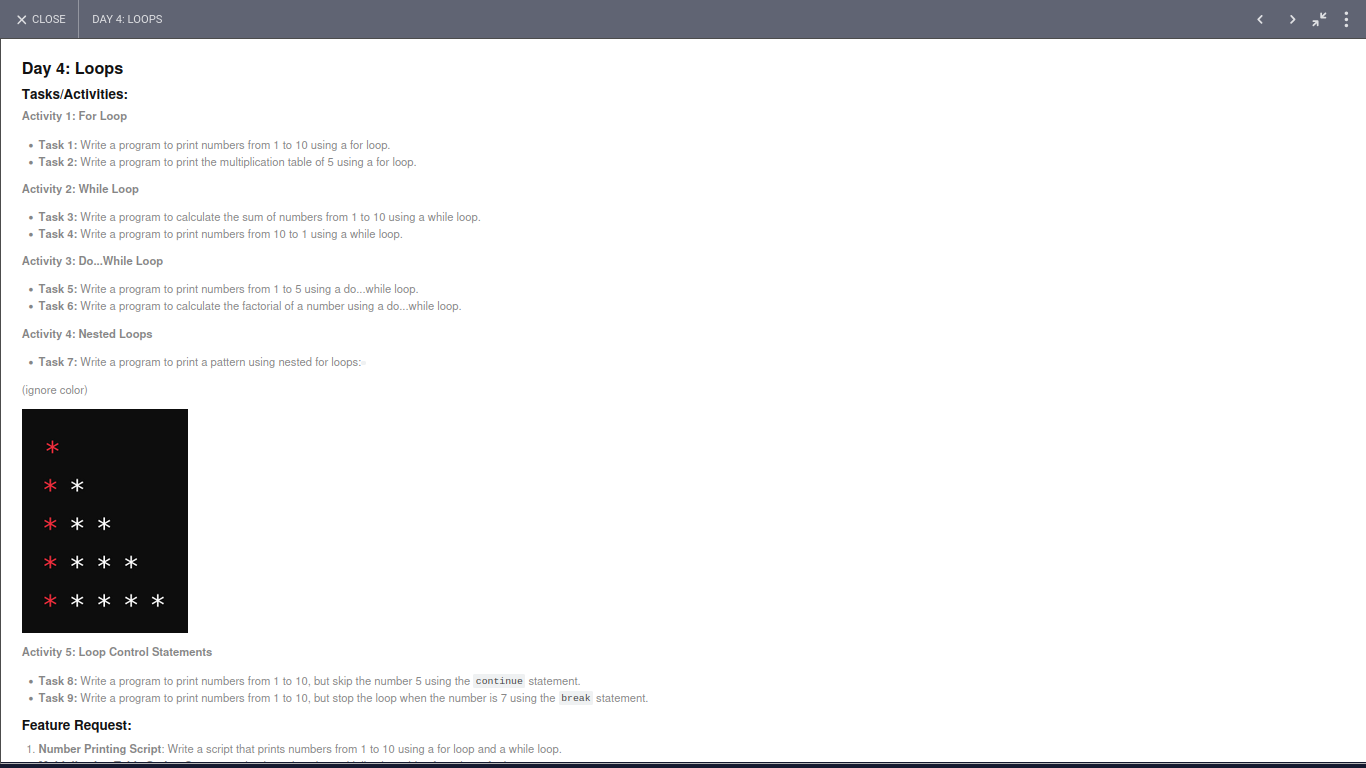 CLOSE DAY 4: LOOPS
Day 4: Loops
Tasks/Activities:
Activity 1: For Loop
• Task 1: Write a program to print numbers from 1 to 10 using a for loop.
• Task 2: Write a program to print the multiplication table of 5 using a for loop.
Activity 2: While Loop
• Task 3: Write a program to calculate the sum of numbers from 1 to 10 using a while loop.
• Task 4: Write a program to print numbers from 10 to 1 using a while loop.
Activity 3: Do...While Loop
• Task 5: Write a program to print numbers from 1 to 5 using a do...while loop.
• Task 6: Write a program to calculate the factorial of a number using a do...while loop.
Activity 4: Nested Loops
• Task 7: Write a program to print a pattern using nested for loops:
(ignore color)
*
* *
* * *
* * * *
* * * * *
Activity 5: Loop Control Statements
• Task 8: Write a program to print numbers from 1 to 10, but skip the number 5 using the continue statement.
• Task 9: Write a program to print numbers from 1 to 10, but stop the loop when the number is 7 using the break statement.
Feature Request:
1. Number Printing Script: Write a script that prints numbers from 1 to 10 using a for loop and a while loop.